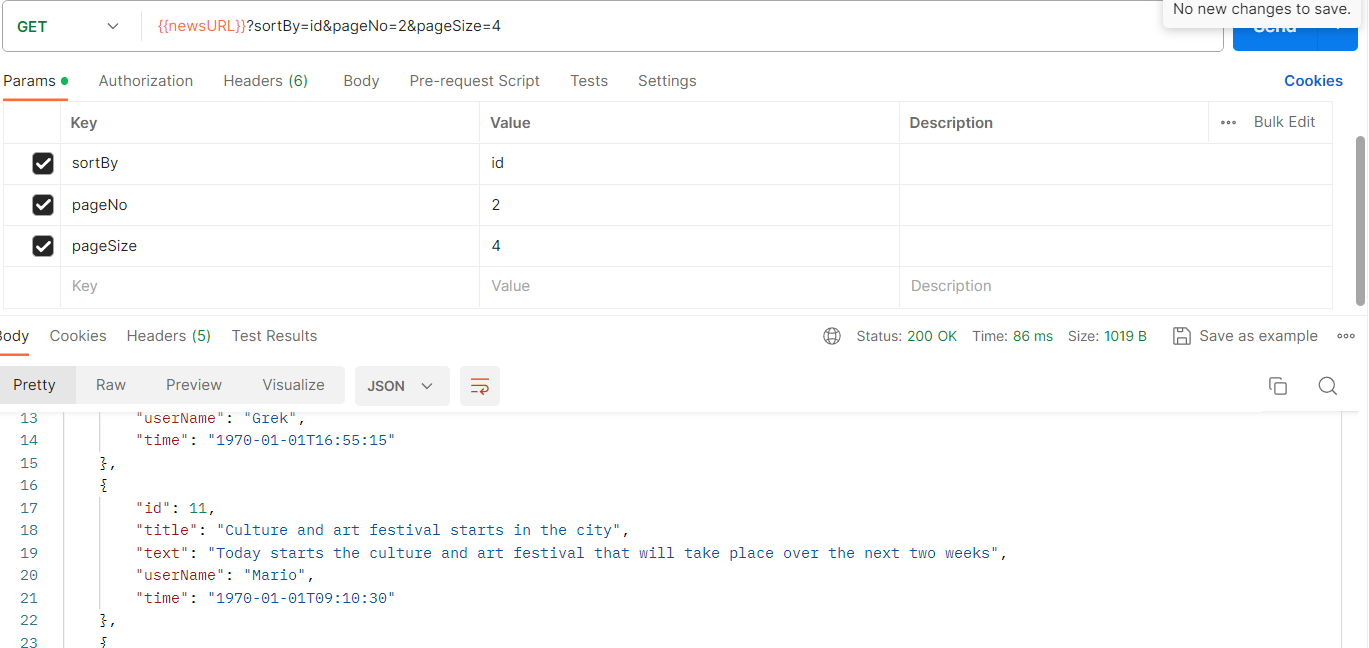 No new changes to save.
GET {{newsURL}}?sortBy=id&pageNo=2&pageSize=4 Send
Params Authorization Headers (6) Body Pre-request Script Tests Settings Cookies
Key Value Description Bulk Edit
sortBy id
pageNo 2
pageSize 4
Key Value Description
Body Cookies Headers (5) Test Results Status: 200 OK Time: 86 ms Size: 1019 B Save as example
Pretty Raw Preview Visualize JSON
13 "userName": "Grek",
14 "time": "1970-01-01T16:55:15"
15 },
16 {
17 "id": 11,
18 "title": "Culture and art festival starts in the city",
19 "text": "Today starts the culture and art festival that will take place over the next two weeks",
20 "userName": "Mario",
21 "time": "1970-01-01T09:10:30"
22 },
23 {